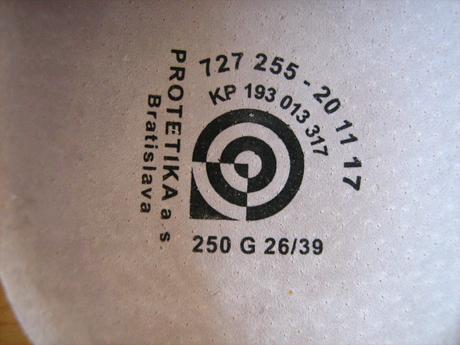 727 255 - 20 11 17
KP 193 013 317
PROTETIKA a. s.
Bratislava
250 G 26/39